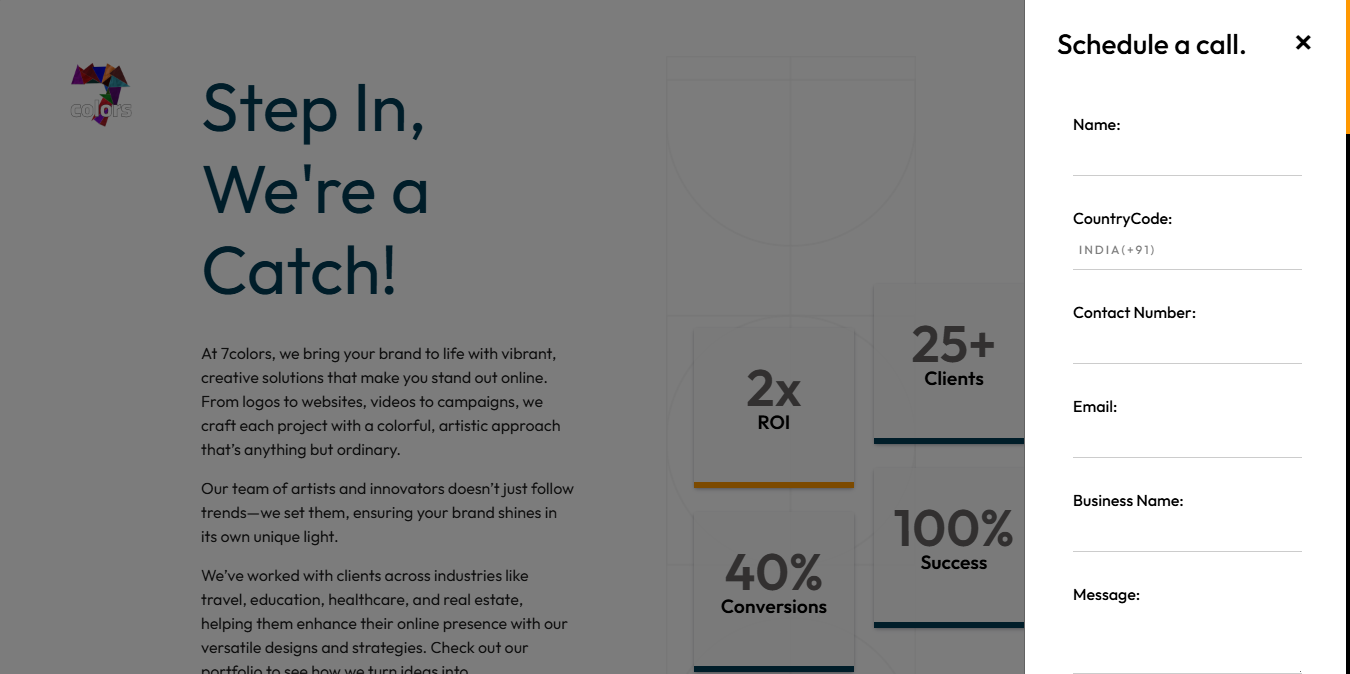 colors
Step In,
We're a
Catch!
At 7colors, we bring your brand to life with vibrant,
creative solutions that make you stand out online.
From logos to websites, videos to campaigns, we
craft each project with a colorful, artistic approach
that’s anything but ordinary.
Our team of artists and innovators doesn’t just follow
trends—we set them, ensuring your brand shines in
its own unique light.
We’ve worked with clients across industries like
travel, education, healthcare, and real estate,
helping them enhance their online presence with our
versatile designs and strategies. Check out our
portfolio to see how we turn ideas into
2x
ROI
40%
Conversions
25+
Clients
100%
Success
Schedule a call.
Name:
CountryCode:
INDIA(+91)
Contact Number:
Email:
Business Name:
Message: